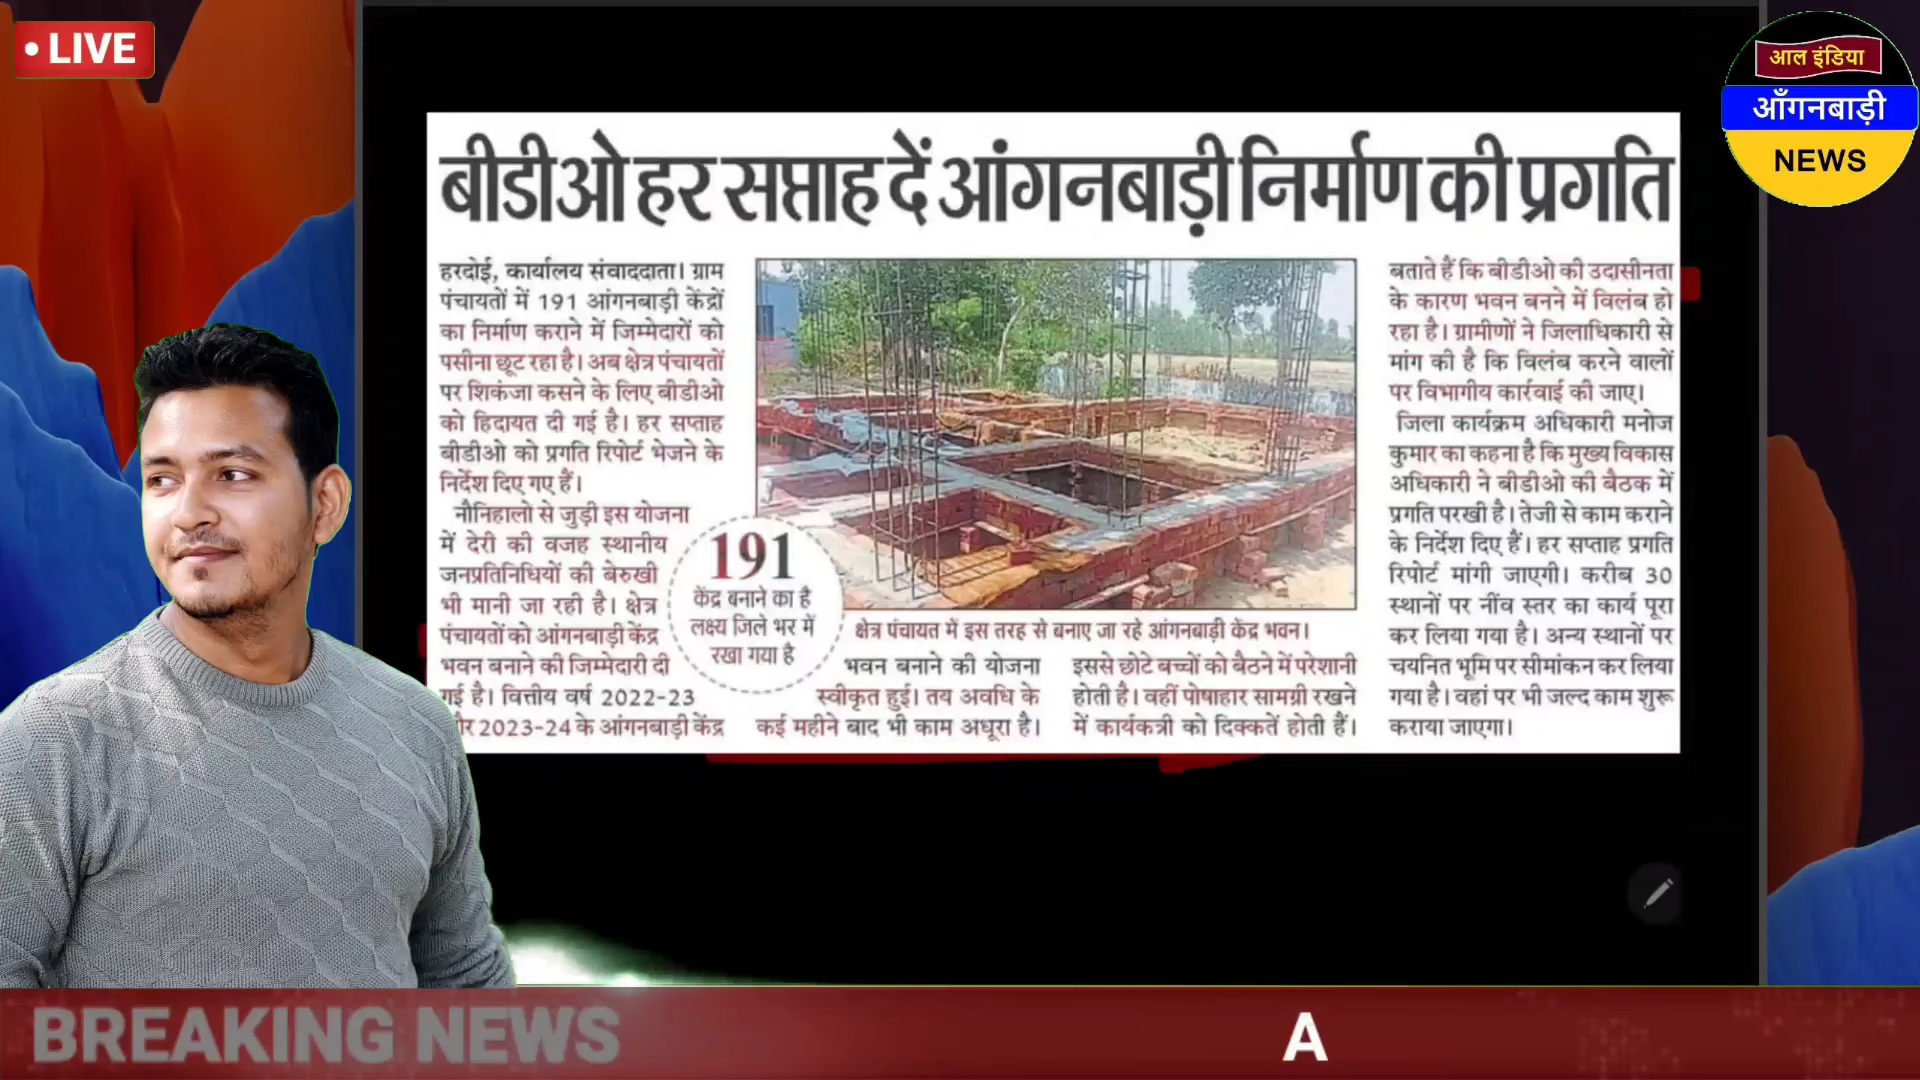 • LIVE
आल इंडिया
आँगनबाड़ी
NEWS
बीडीओ हर सप्ताह दें आंगनबाड़ी निर्माण की प्रगति
हरदोई, कार्यालय संवाददाता। ग्राम
पंचायतों में 191 आंगनबाड़ी केंद्रों
का निर्माण कराने में जिम्मेदारों को
पसीना छूट रहा है। अब क्षेत्र पंचायतों
पर शिकंजा कसने के लिए बीडीओ
को हिदायत दी गई है। हर सप्ताह
बीडीओ को प्रगति रिपोर्ट भेजने के
निर्देश दिए गए हैं।
नौनिहालो से जुड़ी इस योजना
में देरी की वजह स्थानीय
जनप्रतिनिधियों की बेरुखी
भी मानी जा रही है। क्षेत्र
पंचायतों को आंगनबाड़ी केंद्र
भवन बनाने की जिम्मेदारी दी
गई है। वित्तीय वर्ष 2022-23
2023-24 के आंगनबाड़ी केंद्र
191
केंद्र बनाने का है
लक्ष्य जिले भर में
रखा गया है
क्षेत्र पंचायत में इस तरह से बनाए जा रहे आंगनबाड़ी केंद्र भवन।
भवन बनाने की योजना
स्वीकृत हुई। तय अवधि के
कई महीने बाद भी काम अधूरा है।
इससे छोटे बच्चों को बैठने में परेशानी
होती है। वहीं पोषाहार सामग्री रखने
में कार्यकत्री को दिक्कतें होती हैं।
बताते हैं कि बीडीओ की उदासीनता
के कारण भवन बनने में विलंब हो
रहा है। ग्रामीणों ने जिलाधिकारी से
मांग की है कि विलंब करने वालों
पर विभागीय कार्रवाई की जाए।
जिला कार्यक्रम अधिकारी मनोज
कुमार का कहना है कि मुख्य विकास
अधिकारी ने बीडीओ की बैठक में
प्रगति परखी है। तेजी से काम कराने
के निर्देश दिए हैं। हर सप्ताह प्रगति
रिपोर्ट मांगी जाएगी। करीब 30
स्थानों पर नींव स्तर का कार्य पूरा
कर लिया गया है। अन्य स्थानों पर
चयनित भूमि पर सीमांकन कर लिया
गया है। वहां पर भी जल्द काम शुरू
कराया जाएगा।
BREAKING NEWS
A